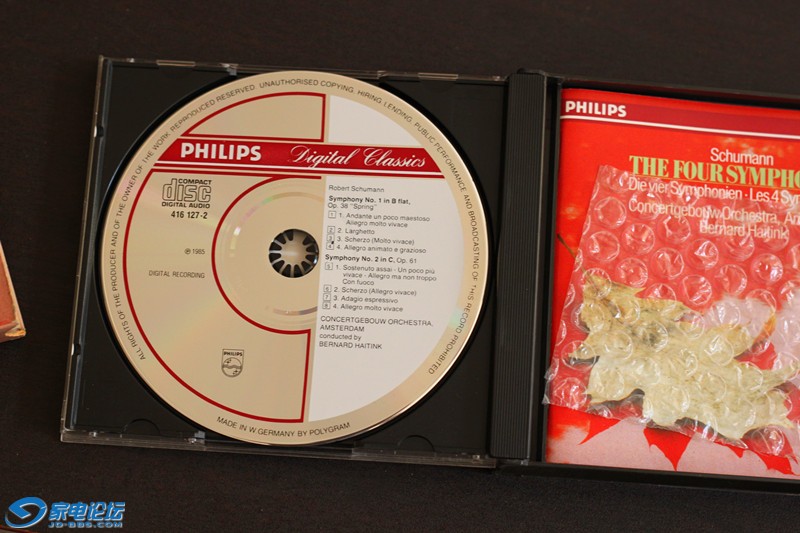 ALL RIGHTS OF THE PRODUCER AND OF THE OWNER OF THE WORK REPRODUCED RESERVED. UNAUTHORISED COPYING, HIRING, LENDING, PUBLIC PERFORMANCE AND BROADCASTING OF THIS RECORD PROHIBITED
PHILIPS Digital Classics
COMPACT
disc
DIGITAL AUDIO
416 127-2
℗ 1985
DIGITAL RECORDING
Robert Schumann
Symphony No. 1 in B flat,
Op. 38 "Spring"
1 1. Andante un poco maestoso
Allegro molto vivace
2 2. Larghetto
3 3. Scherzo (Molto vivace)
4 4. Allegro animato e grazioso
Symphony No. 2 in C, Op. 61
5 1. Sostenuto assai - Un poco più
vivace - Allegro ma non troppo
Con fuoco
6 2. Scherzo (Allegro vivace)
7 3. Adagio espressivo
8 4. Allegro molto vivace
CONCERTGEBOUW ORCHESTRA,
AMSTERDAM
conducted by
BERNARD HAITINK
PHILIPS
MADE IN W.GERMANY BY POLYGRAM
PHILIPS
Schumann
THE FOUR SYMPHO
Die vier Symphonien · Les 4 Sy
Concertgebouw Orchestra, Am
Bernard Haitink
家电论坛
JD-BBS.COM